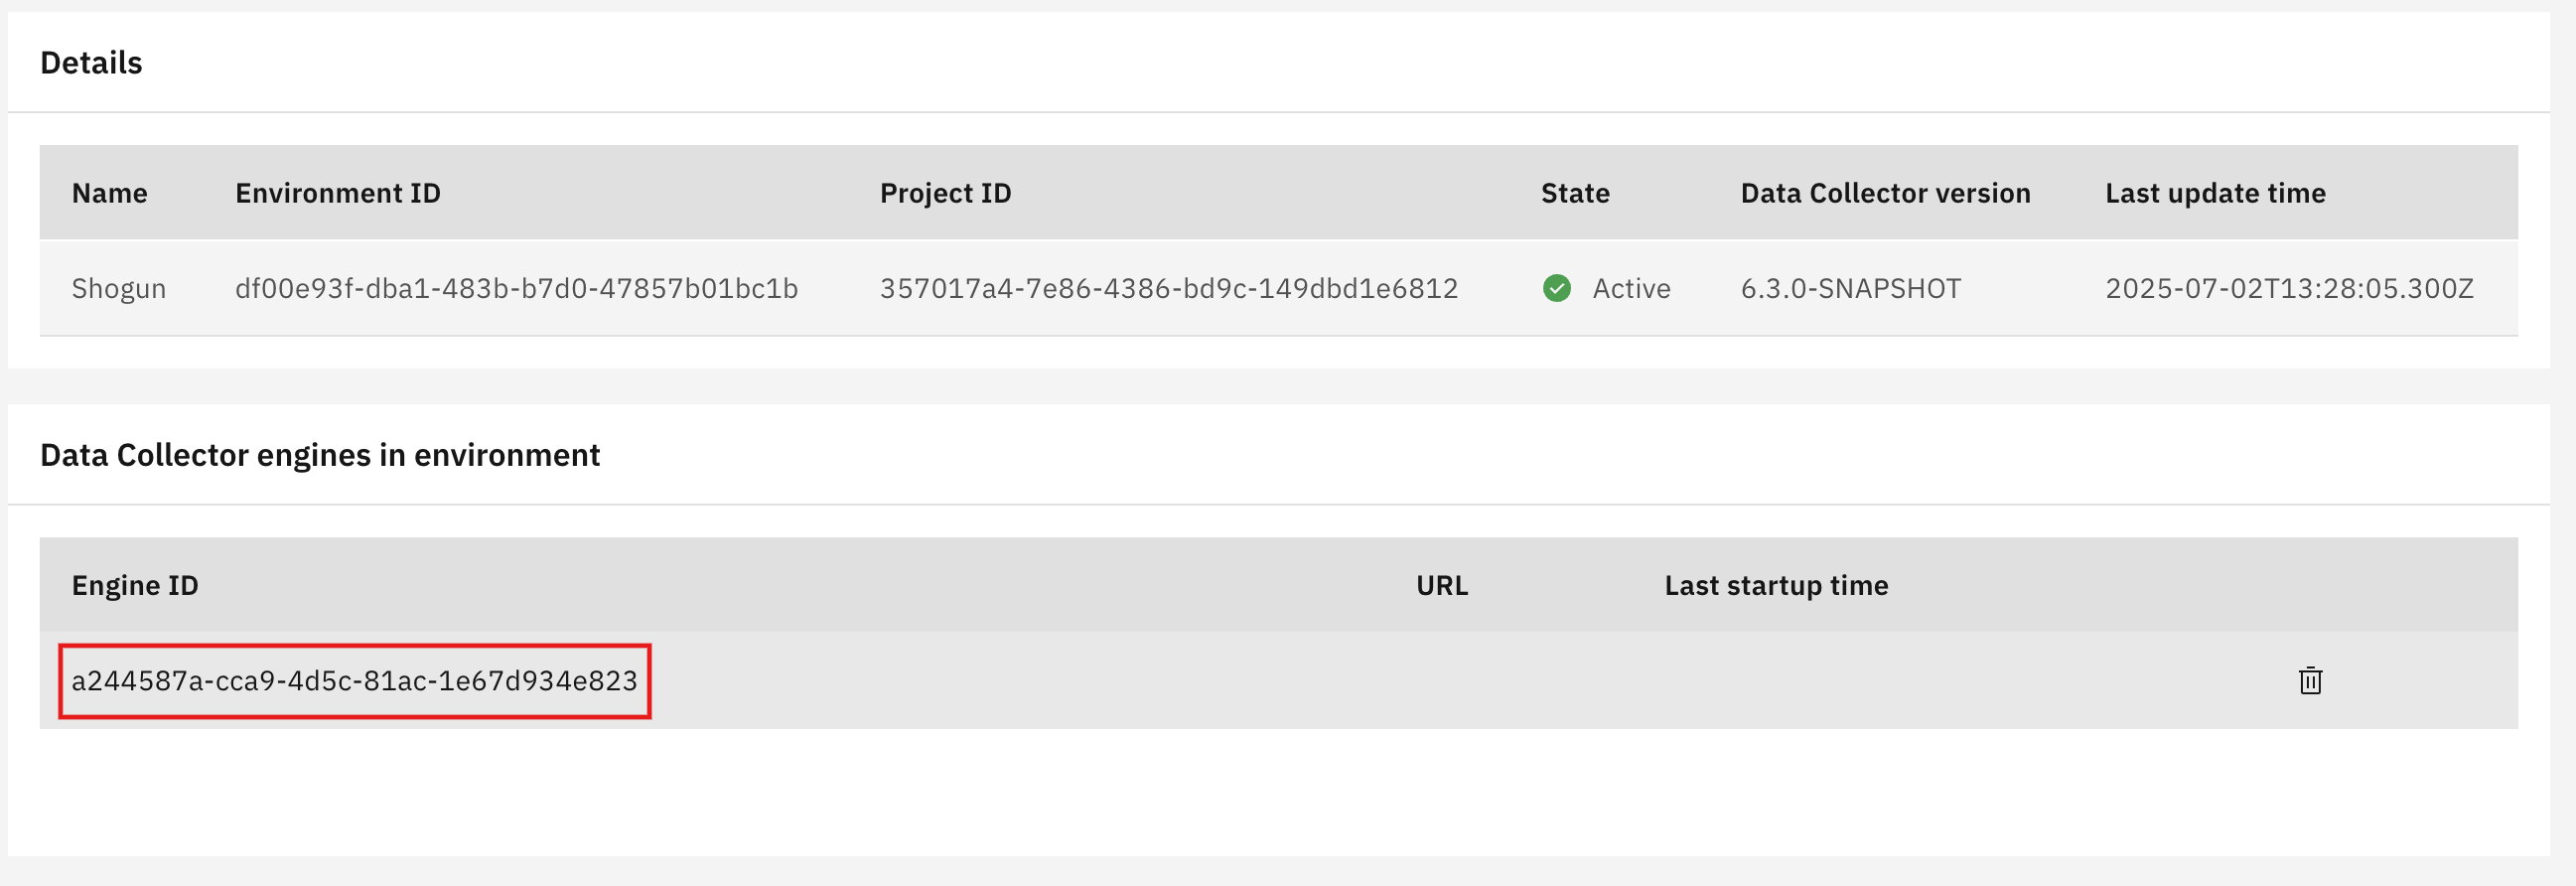 Details
Name Environment ID Project ID State Data Collector version Last update time
Shogun df00e93f-dba1-483b-b7d0-47857b01bc1b 357017a4-7e86-4386-bd9c-149dbd1e6812 Active 6.3.0-SNAPSHOT 2025-07-02T13:28:05.300Z
Data Collector engines in environment
Engine ID URL Last startup time
a244587a-cca9-4d5c-81ac-1e67d934e823